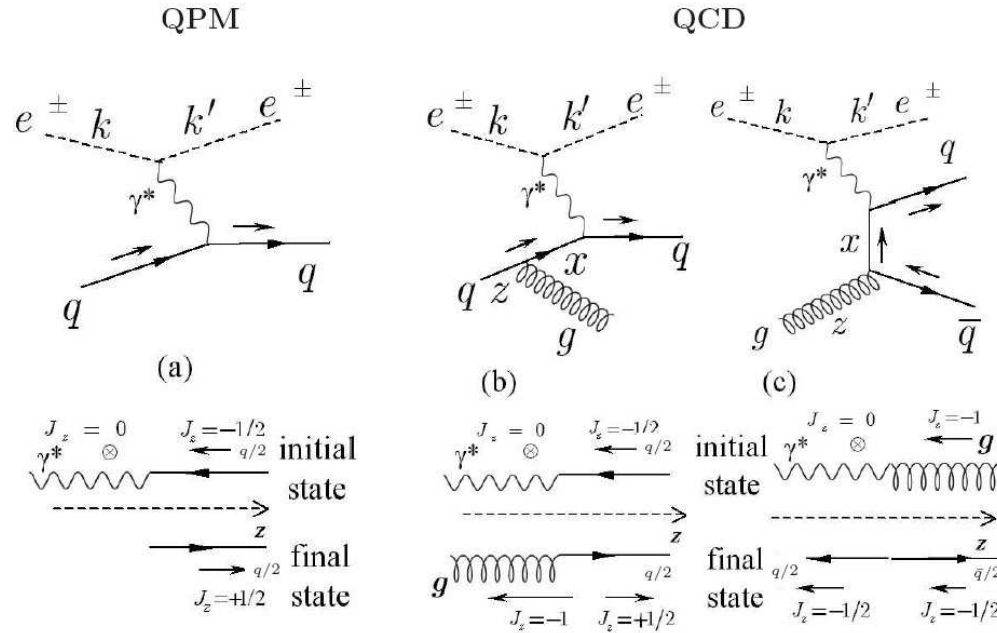 QPM
QCD
e ± k k′ e ±
γ*
q q
(a)
e ± k k′ e ±
γ*
q z x q
g
(b)
e ± k k′ e ±
γ*
q
x
g z q̅
(c)
J_z = 0 J_z=−1/2
γ* ⊗ q/2 initial
state
z
final
q/2 state
J_z=+1/2
J_z = 0 J_z=−1/2
γ* ⊗ q/2
z
g q/2
J_z=−1 J_z=+1/2
J_z = 0 J_z=−1
initial γ* ⊗ g
state
z
final q/2 q̅/2
state
J_z=−1/2 J_z=−1/2